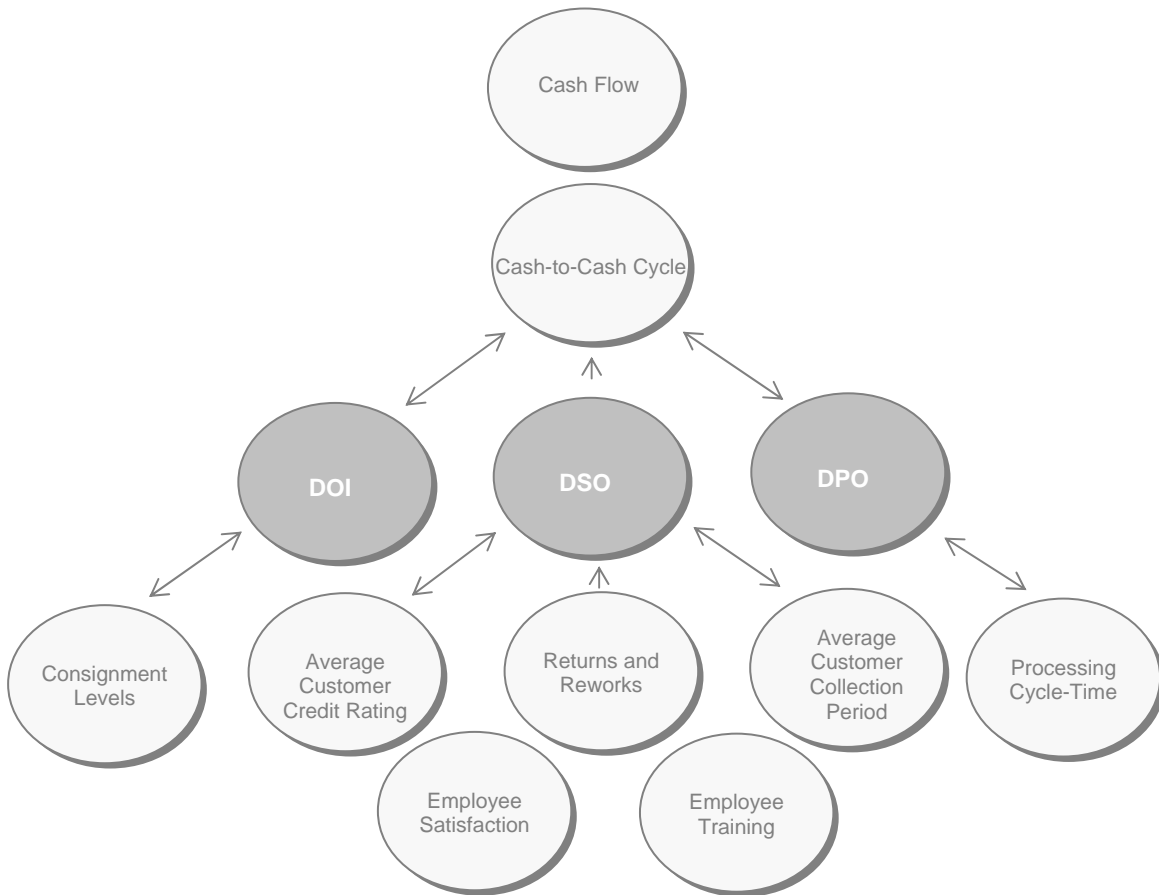 Cash Flow
Cash-to-Cash Cycle
DOI
DSO
DPO
Consignment
Levels
Average
Customer
Credit Rating
Returns and
Reworks
Average
Customer
Collection
Period
Processing
Cycle-Time
Employee
Satisfaction
Employee
Training